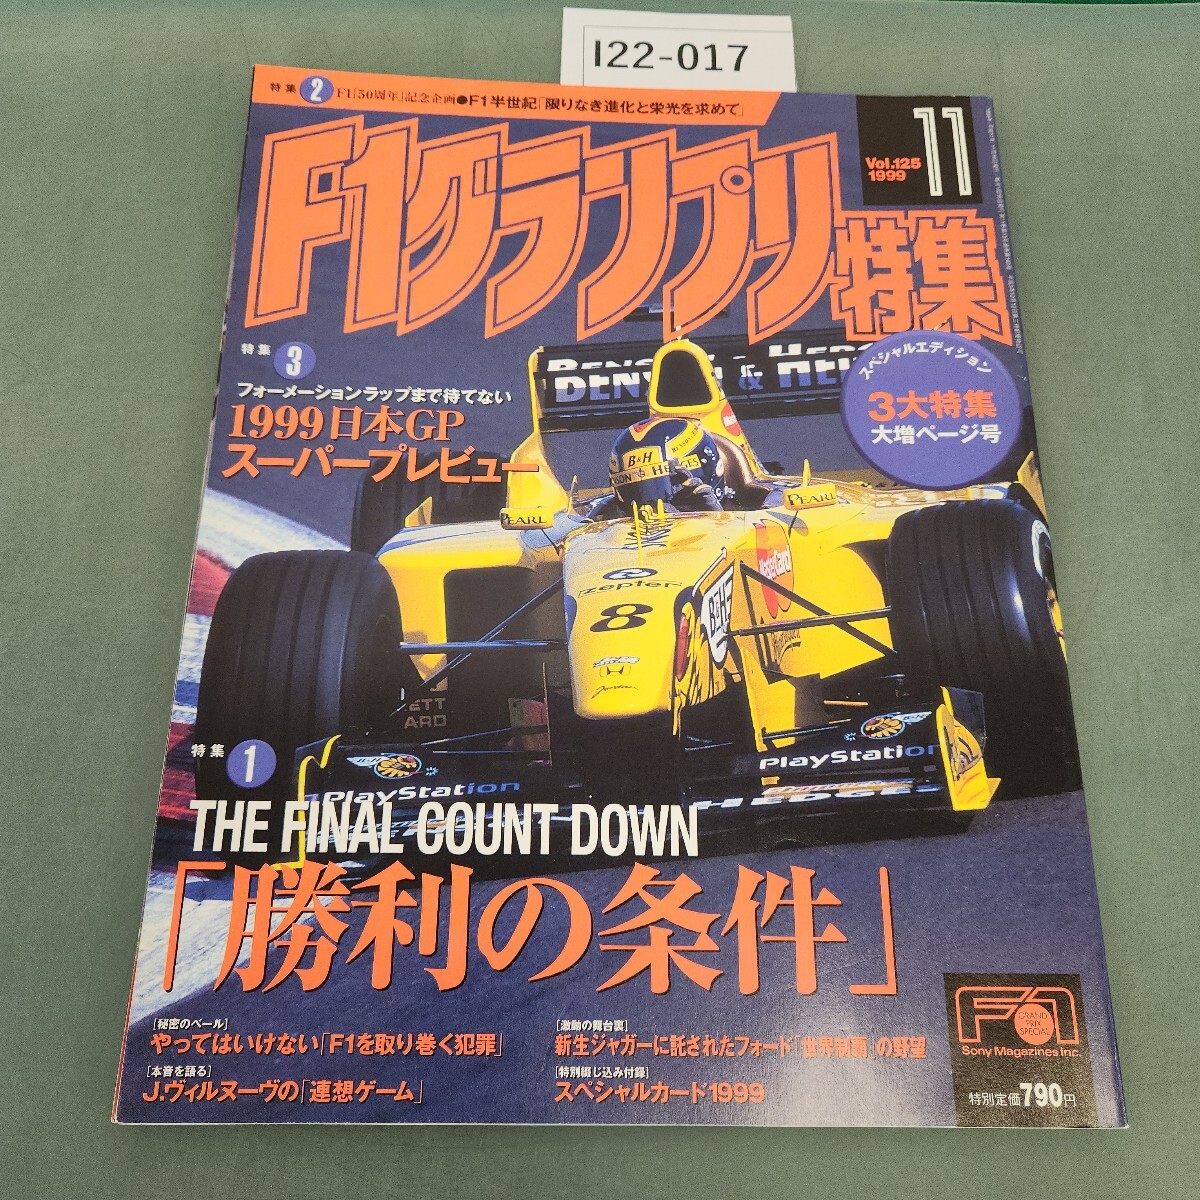 I22-017
特集 2 F1「50周年」記念企画●F1半世紀「限りなき進化と栄光を求めて」
F1グランプリ特集
Vol.125
1999
11
特集 3
フォーメーションラップまで待てない
1999日本GP
スーパープレビュー
スペシャルエディション
3大特集
大増ページ号
BENSON & HEDGES
B&H
PEARL
PEARL
MasterCard
zepter
8
B&H
HONDA
Jordan
PlayStation
PlayStation
特集 1
THE FINAL COUNT DOWN
「勝利の条件」
[秘密のベール]
やってはいけない「F1を取り巻く犯罪」
[本音を語る]
J.ヴィルヌーヴの「連想ゲーム」
[激動の舞台裏]
新生ジャガーに託されたフォード「世界制覇」の野望
[特別綴じ込み付録]
スペシャルカード1999
F1
GRAND
PRIX
SPECIAL
Sony Magazines Inc.
特別定価790円